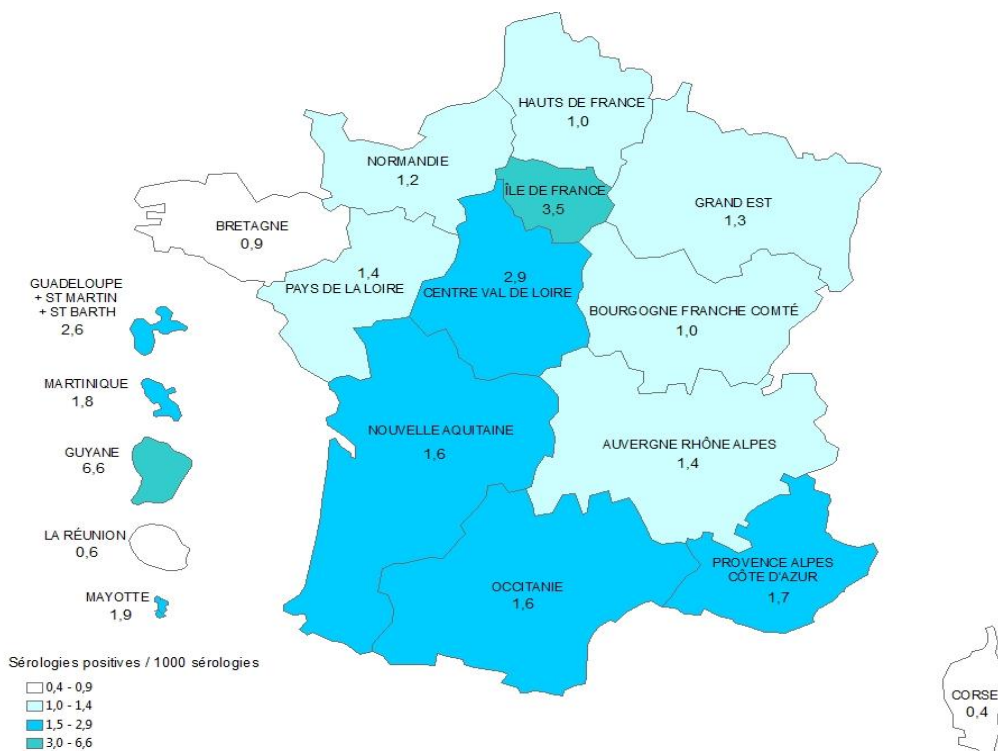 HAUTS DE FRANCE
1,0
NORMANDIE
1,2
ÎLE DE FRANCE
3,5
GRAND EST
1,3
BRETAGNE
0,9
1,4
PAYS DE LA LOIRE
2,9
CENTRE VAL DE LOIRE
BOURGOGNE FRANCHE COMTÉ
1,0
GUADELOUPE
+ ST MARTIN
+ ST BARTH
2,6
MARTINIQUE
1,8
NOUVELLE AQUITAINE
1,6
AUVERGNE RHÔNE ALPES
1,4
GUYANE
6,6
LA RÉUNION
0,6
MAYOTTE
1,9
OCCITANIE
1,6
PROVENCE ALPES
CÔTE D'AZUR
1,7
CORSE
0,4
Sérologies positives / 1000 sérologies
0,4 - 0,9
1,0 - 1,4
1,5 - 2,9
3,0 - 6,6